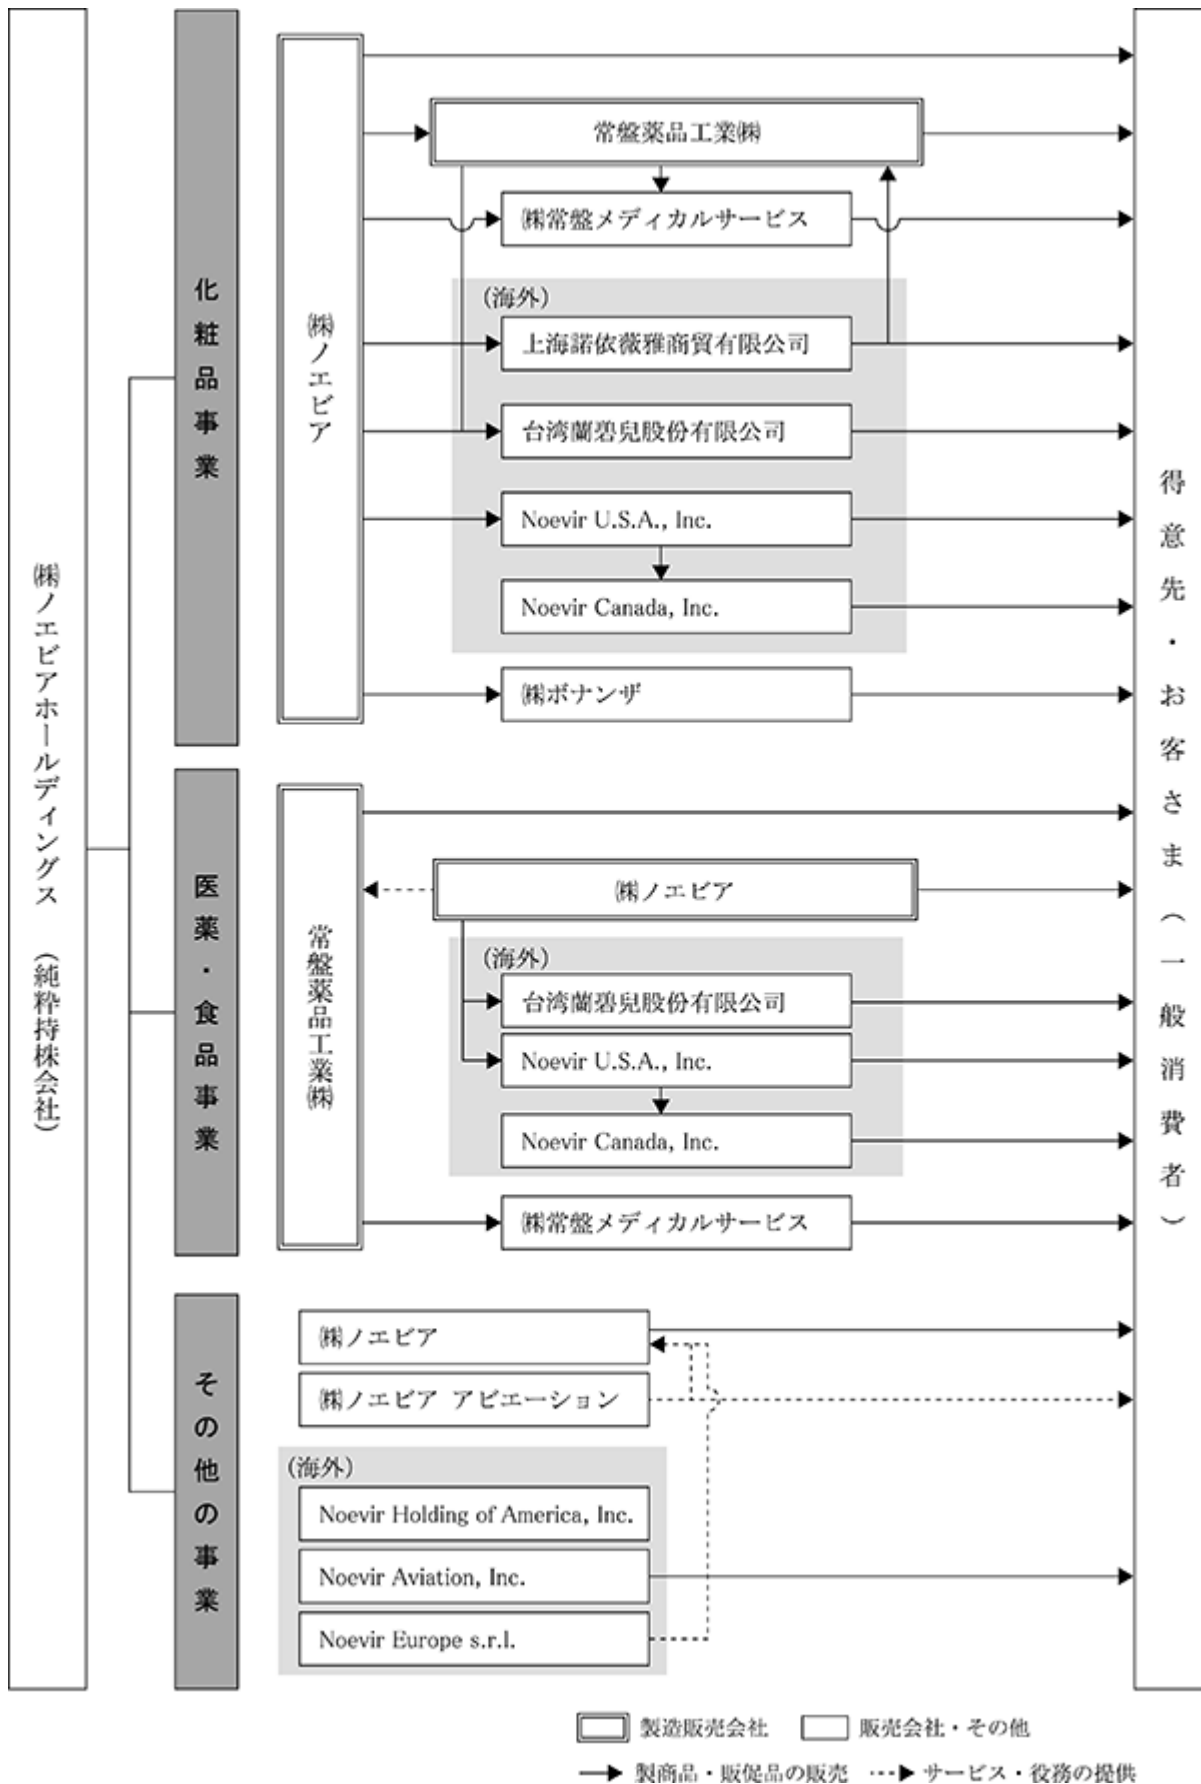 ㈱ノエビアホールディングス （純粋持株会社）
化粧品事業
㈱ノエビア
常盤薬品工業㈱
㈱常盤メディカルサービス
（海外）
上海諾依薇雅商貿有限公司
台湾蘭碧兒股份有限公司
Noevir U.S.A., Inc.
Noevir Canada, Inc.
㈱ボナンザ
医薬・食品事業
常盤薬品工業㈱
㈱ノエビア
（海外）
台湾蘭碧兒股份有限公司
Noevir U.S.A., Inc.
Noevir Canada, Inc.
㈱常盤メディカルサービス
その他の事業
㈱ノエビア
㈱ノエビア アビエーション
（海外）
Noevir Holding of America, Inc.
Noevir Aviation, Inc.
Noevir Europe s.r.l.
得意先・お客さま（一般消費者）
製造販売会社 販売会社・その他
製商品・販促品の販売 サービス・役務の提供